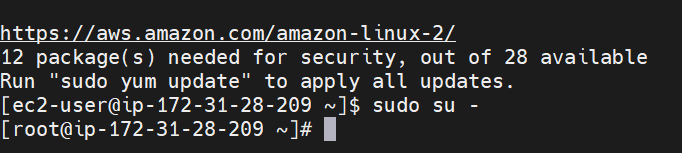 https://aws.amazon.com/amazon-linux-2/
12 package(s) needed for security, out of 28 available
Run "sudo yum update" to apply all updates.
[ec2-user@ip-172-31-28-209 ~]$ sudo su -
[root@ip-172-31-28-209 ~]#